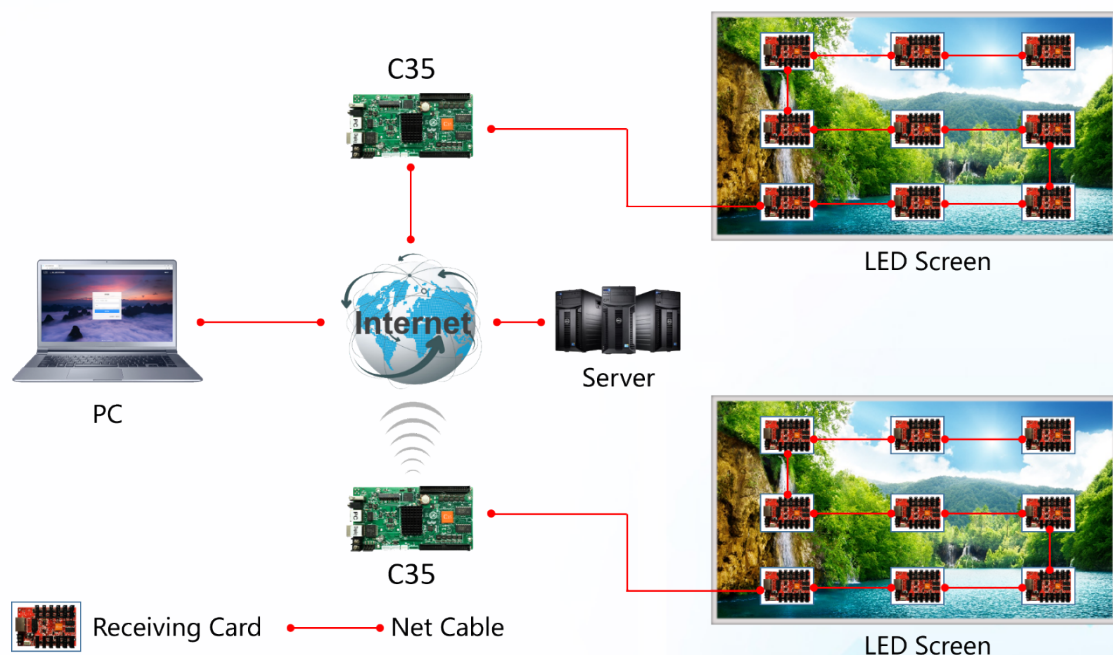 C35
LED Screen
Internet
Server
PC
C35
Receiving Card
Net Cable
LED Screen